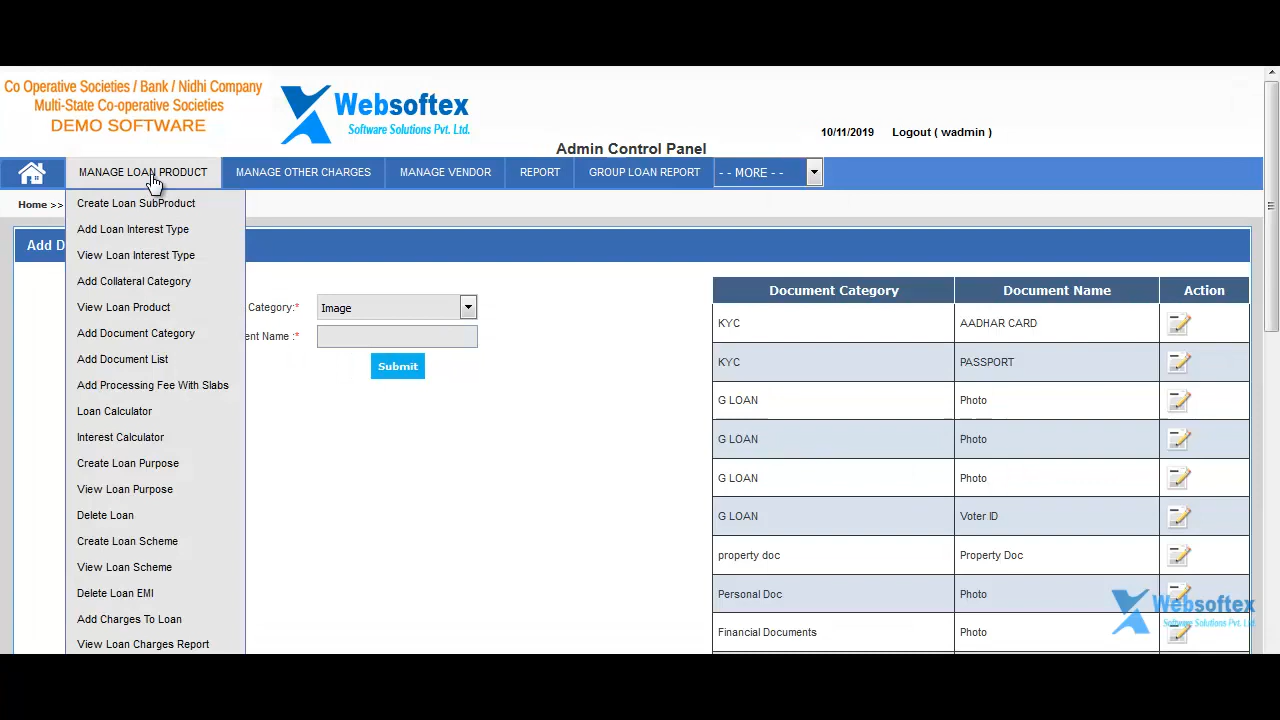 Co Operative Societies / Bank / Nidhi Company
Multi-State Co-operative Societies
DEMO SOFTWARE
Websoftex
Software Solutions Pvt. Ltd.
Admin Control Panel
10/11/2019 Logout ( wadmin )
MANAGE LOAN PRODUCT MANAGE OTHER CHARGES MANAGE VENDOR REPORT GROUP LOAN REPORT - - MORE - -
Home >>
Create Loan SubProduct
Add Loan Interest Type
View Loan Interest Type
Add Collateral Category
View Loan Product
Add Document Category
Add Document List
Add Processing Fee With Slabs
Loan Calculator
Interest Calculator
Create Loan Purpose
View Loan Purpose
Delete Loan
Create Loan Scheme
View Loan Scheme
Delete Loan EMI
Add Charges To Loan
View Loan Charges Report
Add D
Category:* Image
ent Name :*
Submit
Document Category Document Name Action
KYC AADHAR CARD
KYC PASSPORT
G LOAN Photo
G LOAN Photo
G LOAN Photo
G LOAN Voter ID
property doc Property Doc
Personal Doc Photo
Financial Documents Photo
Websoftex
Software Solutions Pvt. Ltd.